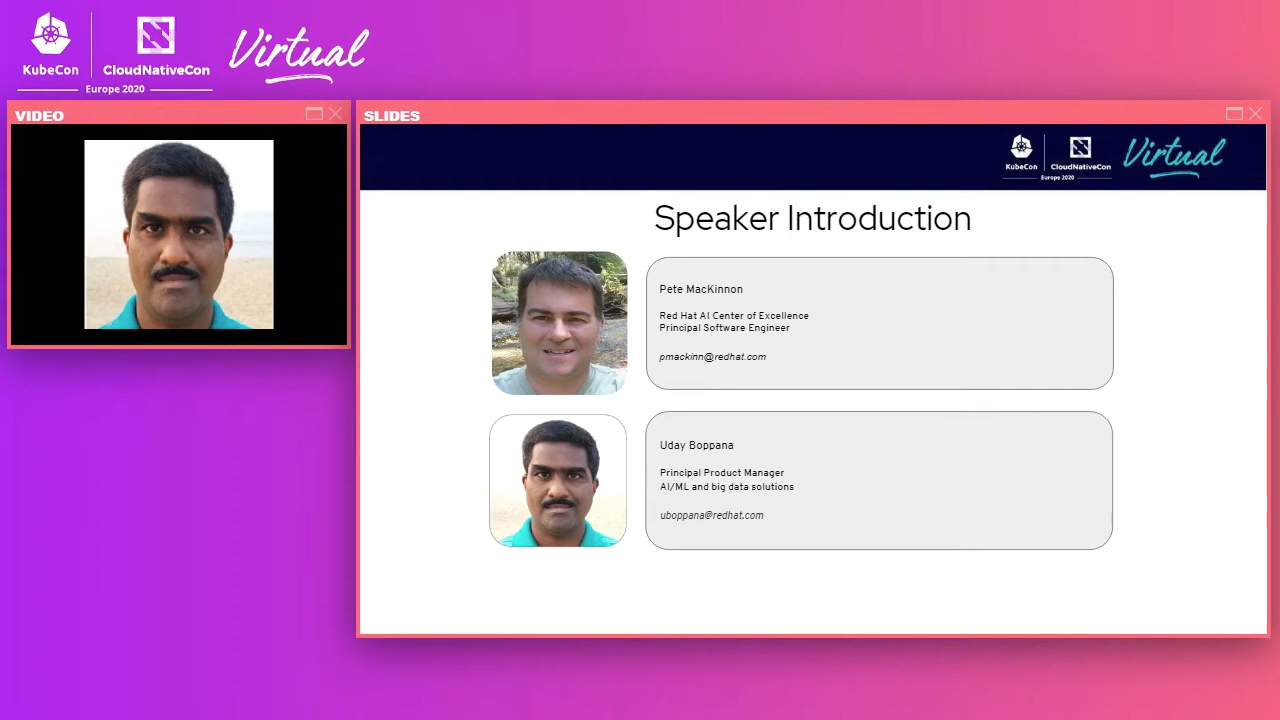 KubeCon
CloudNativeCon
Virtual
Europe 2020
VIDEO
SLIDES
KubeCon
CloudNativeCon
Virtual
Europe 2020
Speaker Introduction
Pete MacKinnon
Red Hat AI Center of Excellence
Principal Software Engineer
pmackinn@redhat.com
Uday Boppana
Principal Product Manager
AI/ML and big data solutions
uboppana@redhat.com